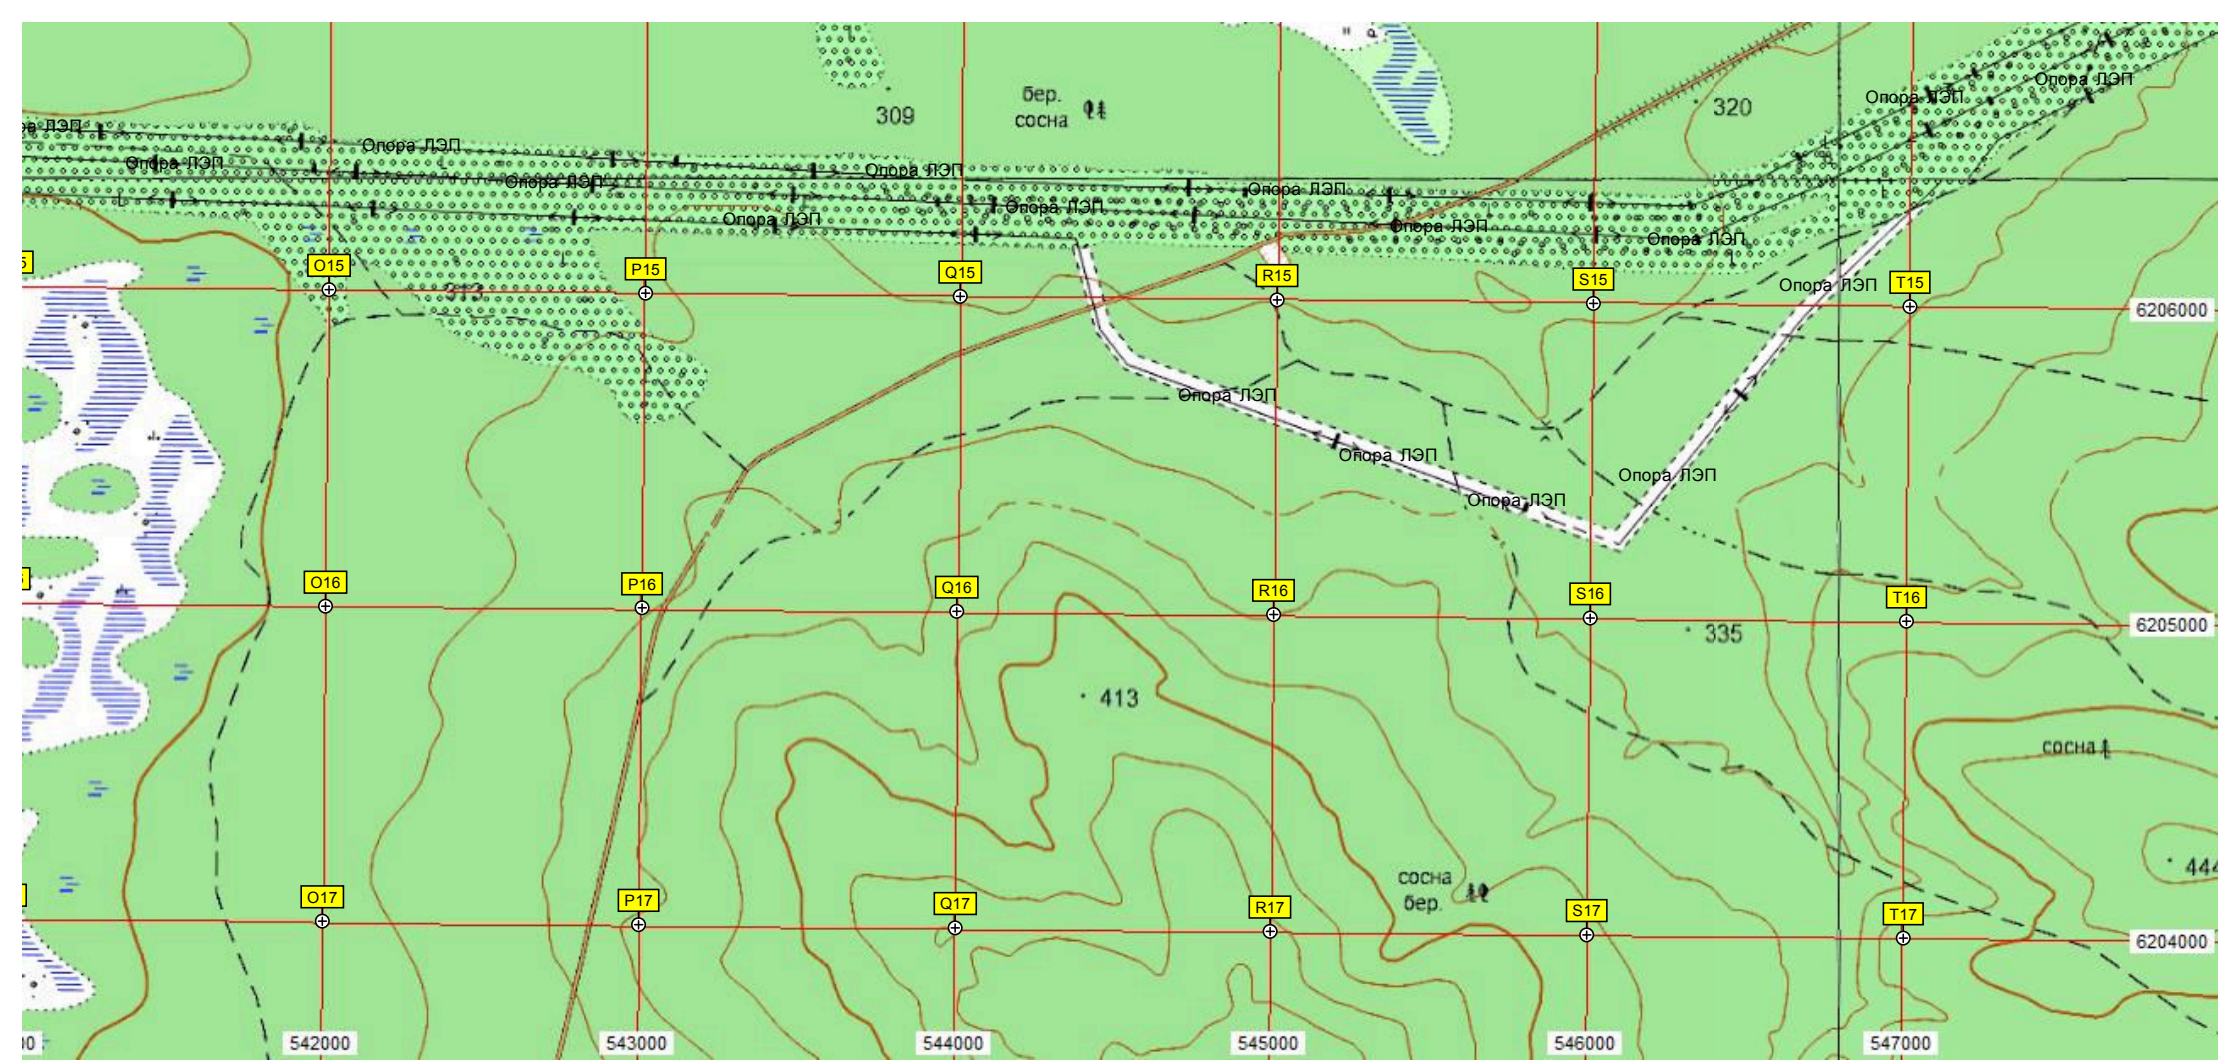 320
309
бер.
сосна
Опора ЛЭП
Опора ЛЭП
Опора ЛЭП
Опора ЛЭП
Опора ЛЭП
Опора ЛЭП
Опора ЛЭП
Опора ЛЭП
Опора ЛЭП
Опора ЛЭП
Опора ЛЭП
Опора ЛЭП
O15
P15
Q15
R15
S15
T15
Опора ЛЭП
313
6206000
Опора ЛЭП
Опора ЛЭП
Опора ЛЭП
Опора ЛЭП
O16
P16
Q16
R16
S16
T16
6205000
335
413
сосна
444
сосна
бер.
O17
P17
Q17
R17
S17
T17
6204000
542000
543000
544000
545000
546000
547000